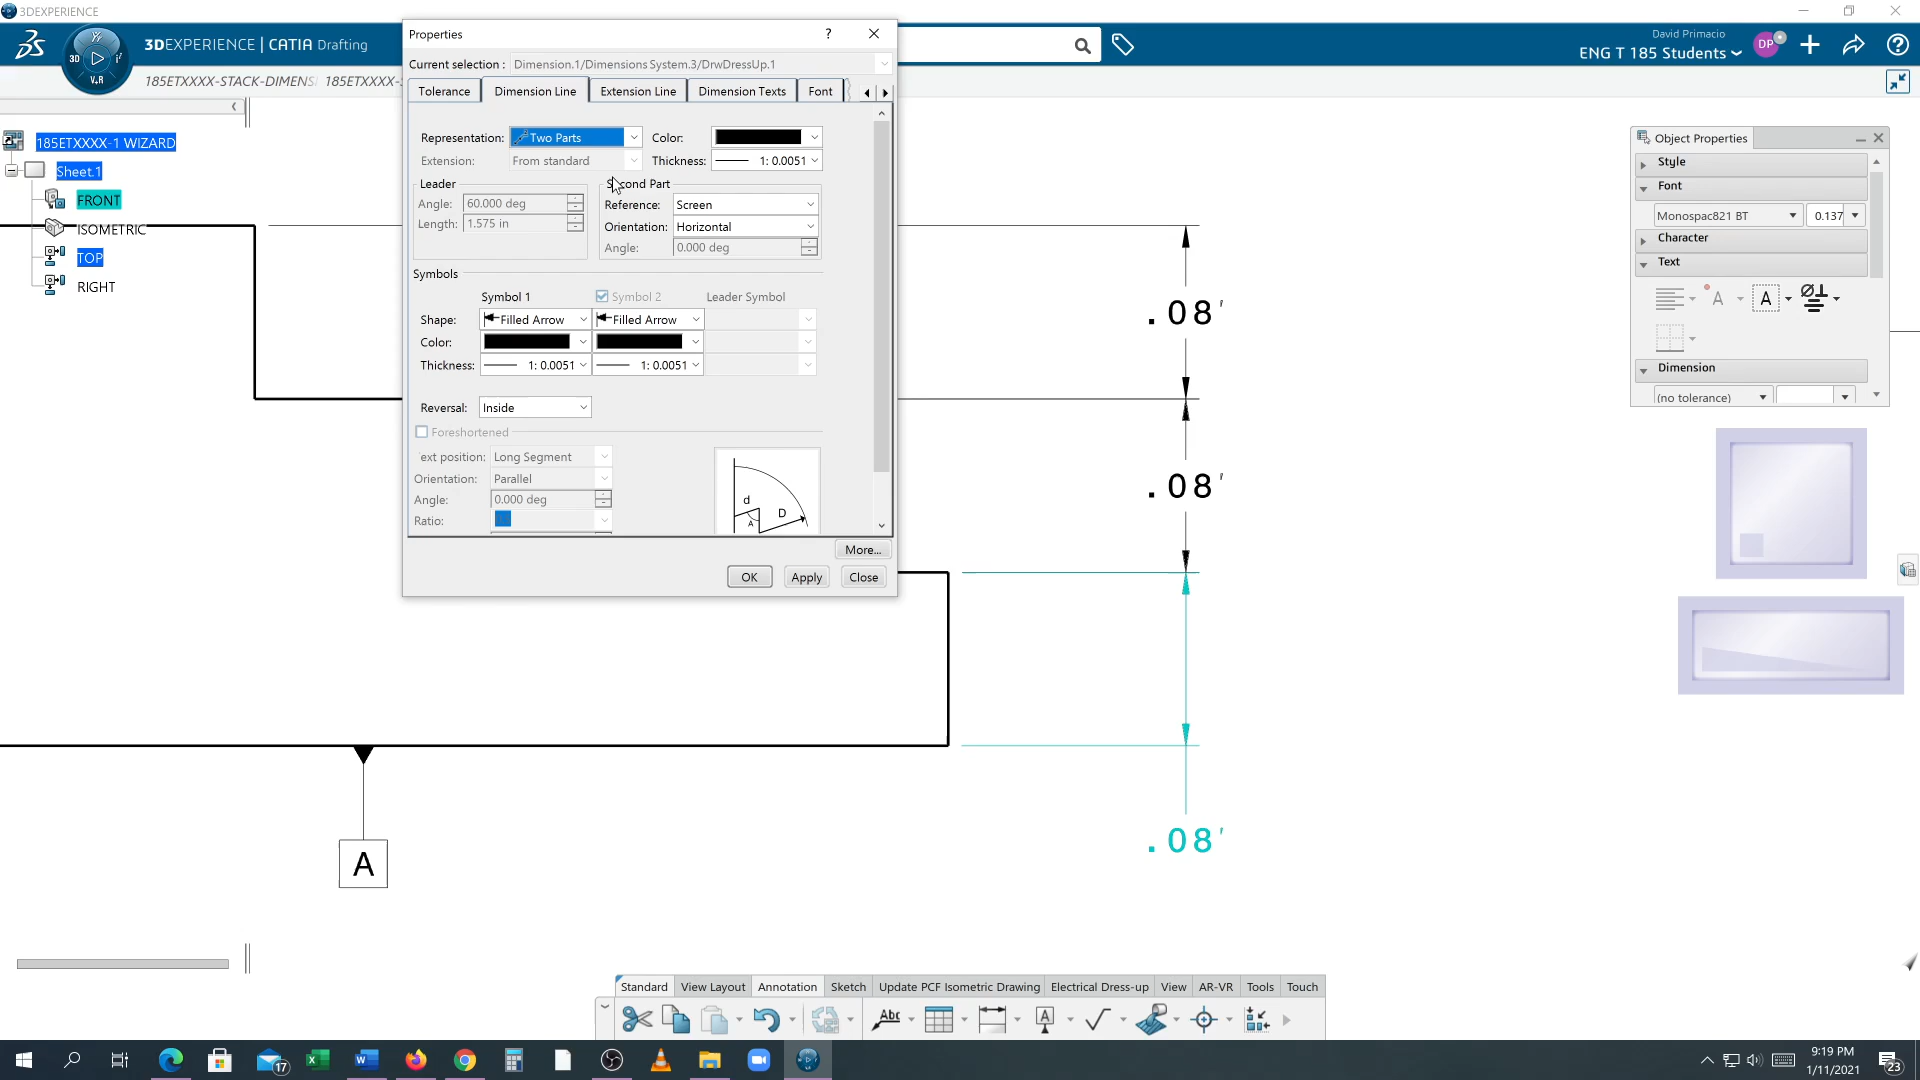 3DEXPERIENCE
3DEXPERIENCE | CATIA Drafting
3D
V+R
David Primacio
ENG T 185 Students
DP
185ETXXXX-STACK-DIMENS
185ETXXXX-S
185ETXXXX-1 WIZARD
Sheet.1
FRONT
ISOMETRIC
TOP
RIGHT
Properties
?
Current selection :
Dimension.1/Dimensions System.3/DrwDressUp.1
Tolerance
Dimension Line
Extension Line
Dimension Texts
Font
Representation:
Two Parts
Color:
Extension:
From standard
Thickness:
1: 0.0051
Leader
Angle:
60.000 deg
Length:
1.575 in
Second Part
Reference:
Screen
Orientation:
Horizontal
Angle:
0.000 deg
Symbols
Symbol 1
Symbol 2
Leader Symbol
Shape:
Filled Arrow
Filled Arrow
Color:
Thickness:
1: 0.0051
1: 0.0051
Reversal:
Inside
Foreshortened
ext position:
Long Segment
Orientation:
Parallel
Angle:
0.000 deg
Ratio:
d
D
A
More...
OK
Apply
Close
.08'
.08'
.08'
A
Object Properties
Style
Font
Monospac821 BT
0.137
Character
Text
A
A
Dimension
(no tolerance)
Standard
View Layout
Annotation
Sketch
Update PCF Isometric Drawing
Electrical Dress-up
View
AR-VR
Tools
Touch
Abc
A
17
9:19 PM
1/11/2021
23